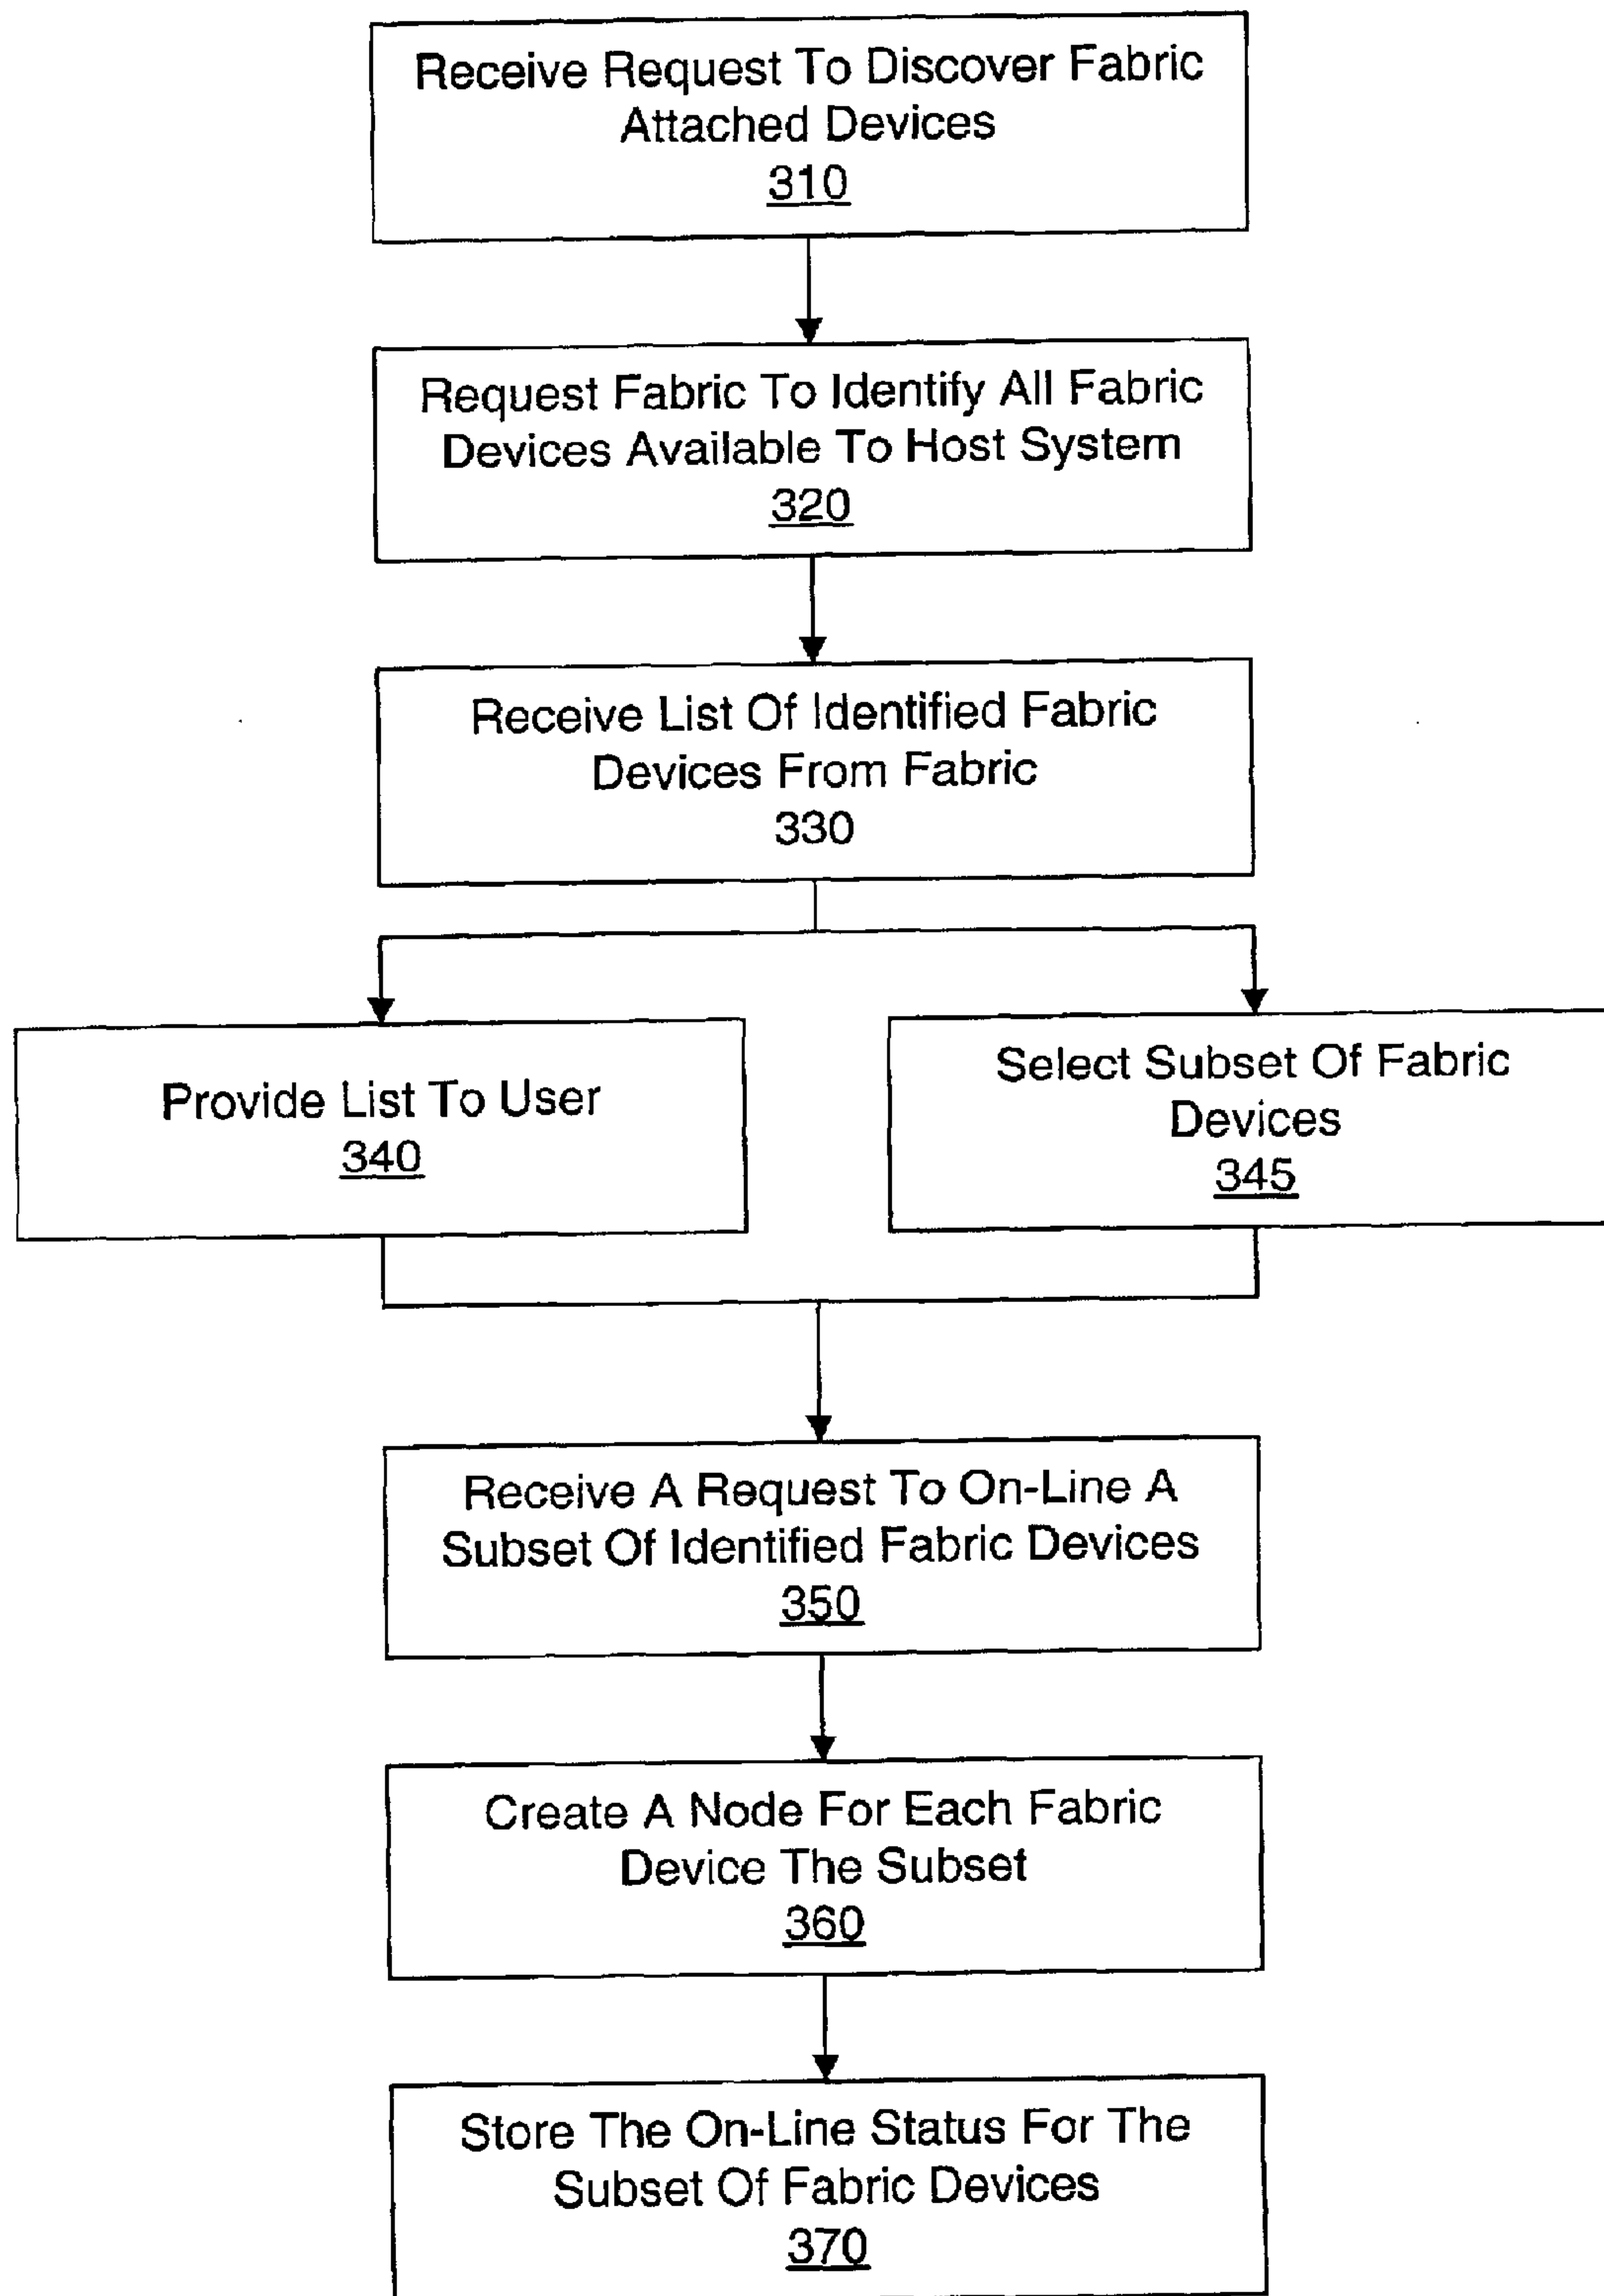 Receive Request To Discover Fabric
Attached Devices
310
Request Fabric To Identify All Fabric
Devices Available To Host System
320
Receive List Of Identified Fabric
Devices From Fabric
330
Provide List To User
340
Select Subset Of Fabric
Devices
345
Receive A Request To On-Line A
Subset Of Identified Fabric Devices
350
Create A Node For Each Fabric
Device The Subset
360
Store The On-Line Status For The
Subset Of Fabric Devices
370